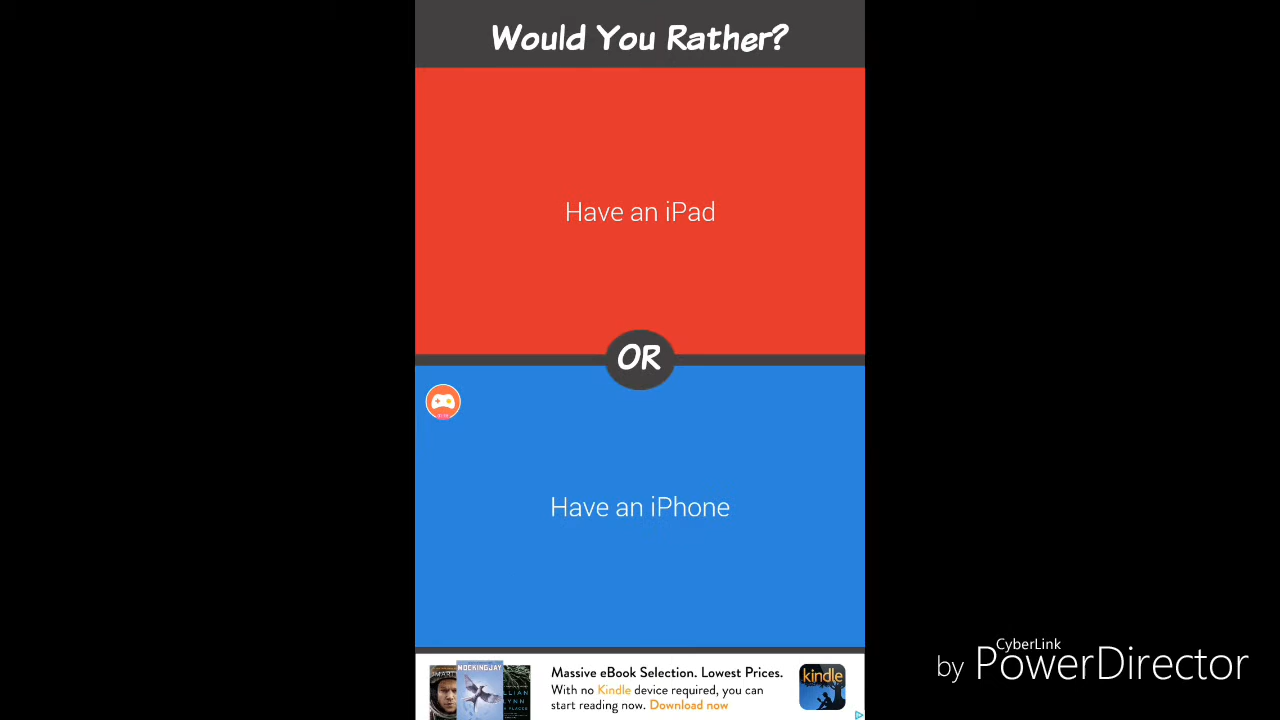 Would You Rather?
Have an iPad
OR
Have an iPhone
MOCKINGJAY
Massive eBook Selection. Lowest Prices.
With no Kindle device required, you can
start reading now. Download now
kindle
CyberLink
by PowerDirector